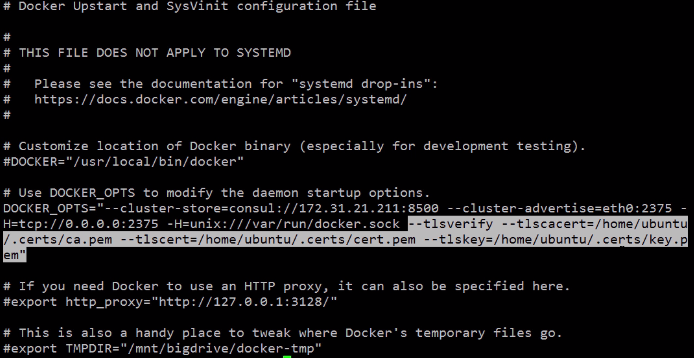 # Docker Upstart and SysVinit configuration file
#
# THIS FILE DOES NOT APPLY TO SYSTEMD
#
#   Please see the documentation for "systemd drop-ins":
#   https://docs.docker.com/engine/articles/systemd/
#
# Customize location of Docker binary (especially for development testing).
#DOCKER="/usr/local/bin/docker"
# Use DOCKER_OPTS to modify the daemon startup options.
DOCKER_OPTS="--cluster-store=consul://172.31.21.211:8500 --cluster-advertise=eth0:2375 -
H=tcp://0.0.0.0:2375 -H=unix:///var/run/docker.sock --tlsverify --tlscacert=/home/ubuntu
/.certs/ca.pem --tlscert=/home/ubuntu/.certs/cert.pem --tlskey=/home/ubuntu/.certs/key.p
em"
# If you need Docker to use an HTTP proxy, it can also be specified here.
#export http_proxy="http://127.0.0.1:3128/"
# This is also a handy place to tweak where Docker's temporary files go.
#export TMPDIR="/mnt/bigdrive/docker-tmp"